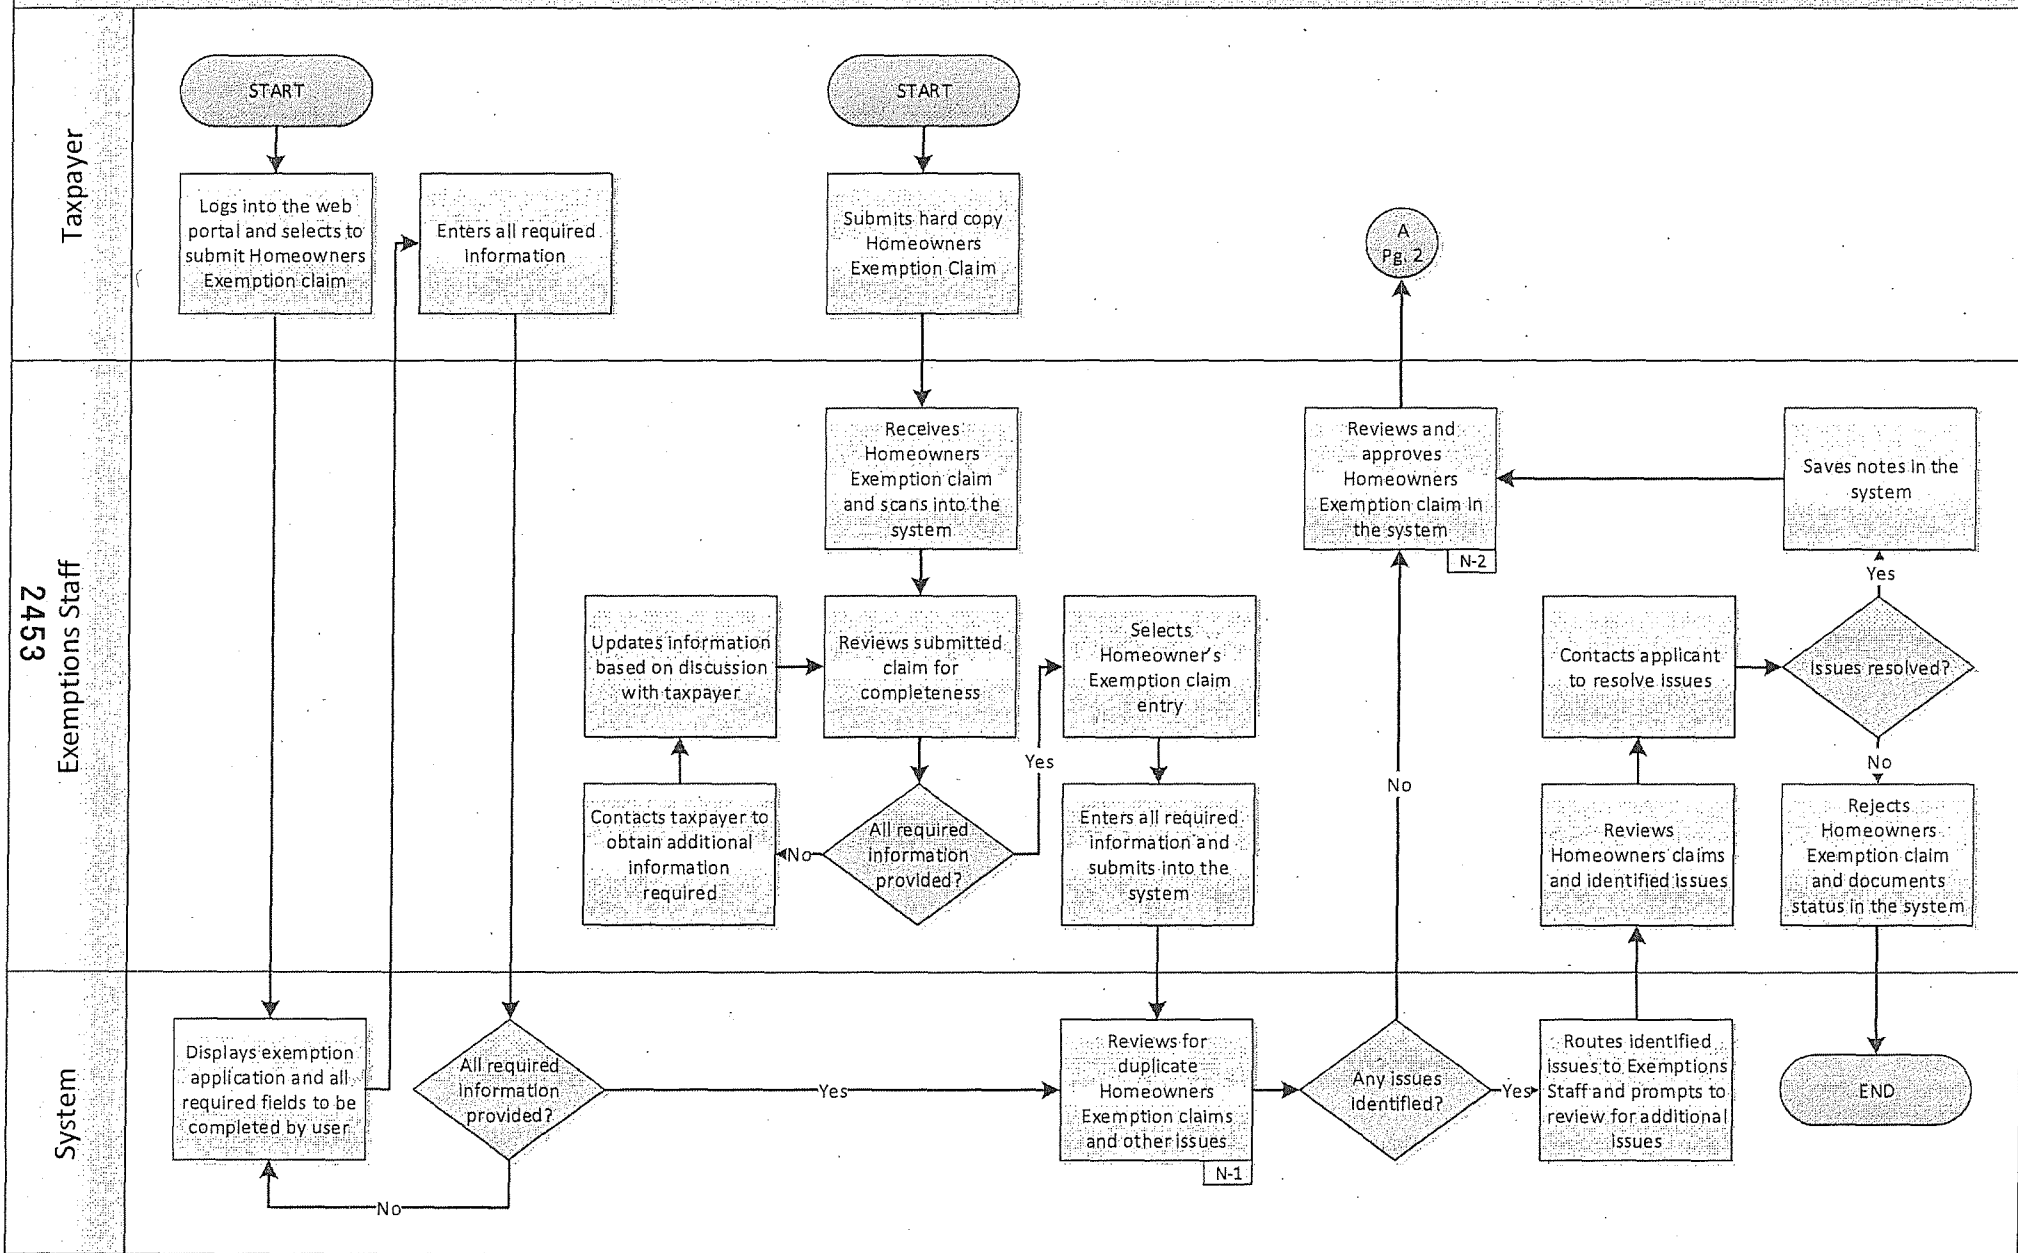 Taxpayer
START
Logs into the web
portal and selects to
submit Homeowners
Exemption claim
Enters all required
Information
START
Submits hard copy
Homeowners
Exemption Claim
A
Pg. 2
Exemptions Staff
2453
Receives
Homeowners
Exemption claim
and scans into the
system
Reviews and
approves
Homeowners
Exemption claim in
the system
N-2
Saves notes in the
system
Updates information
based on discussion
with taxpayer
Reviews submitted
claim for
completeness
Selects
Homeowner's
Exemption claim
entry
Contacts applicant
to resolve issues
Yes
Issues resolved?
No
Contacts taxpayer to
obtain additional
information
required
No
All required
information
provided?
Yes
Enters all required
information and
submits into the
system
No
Reviews
Homeowners claims
and identified issues
Rejects
Homeowners
Exemption claim
and documents
status in the system
System
Displays exemption
application and all
required fields to be
completed by user
All required
Information
provided?
No
Yes
Reviews for
duplicate
Homeowners
Exemption claims
and other issues
N-1
Any issues
identified?
Yes
Routes identified
issues to Exemptions
Staff and prompts to
review for additional
issues
END